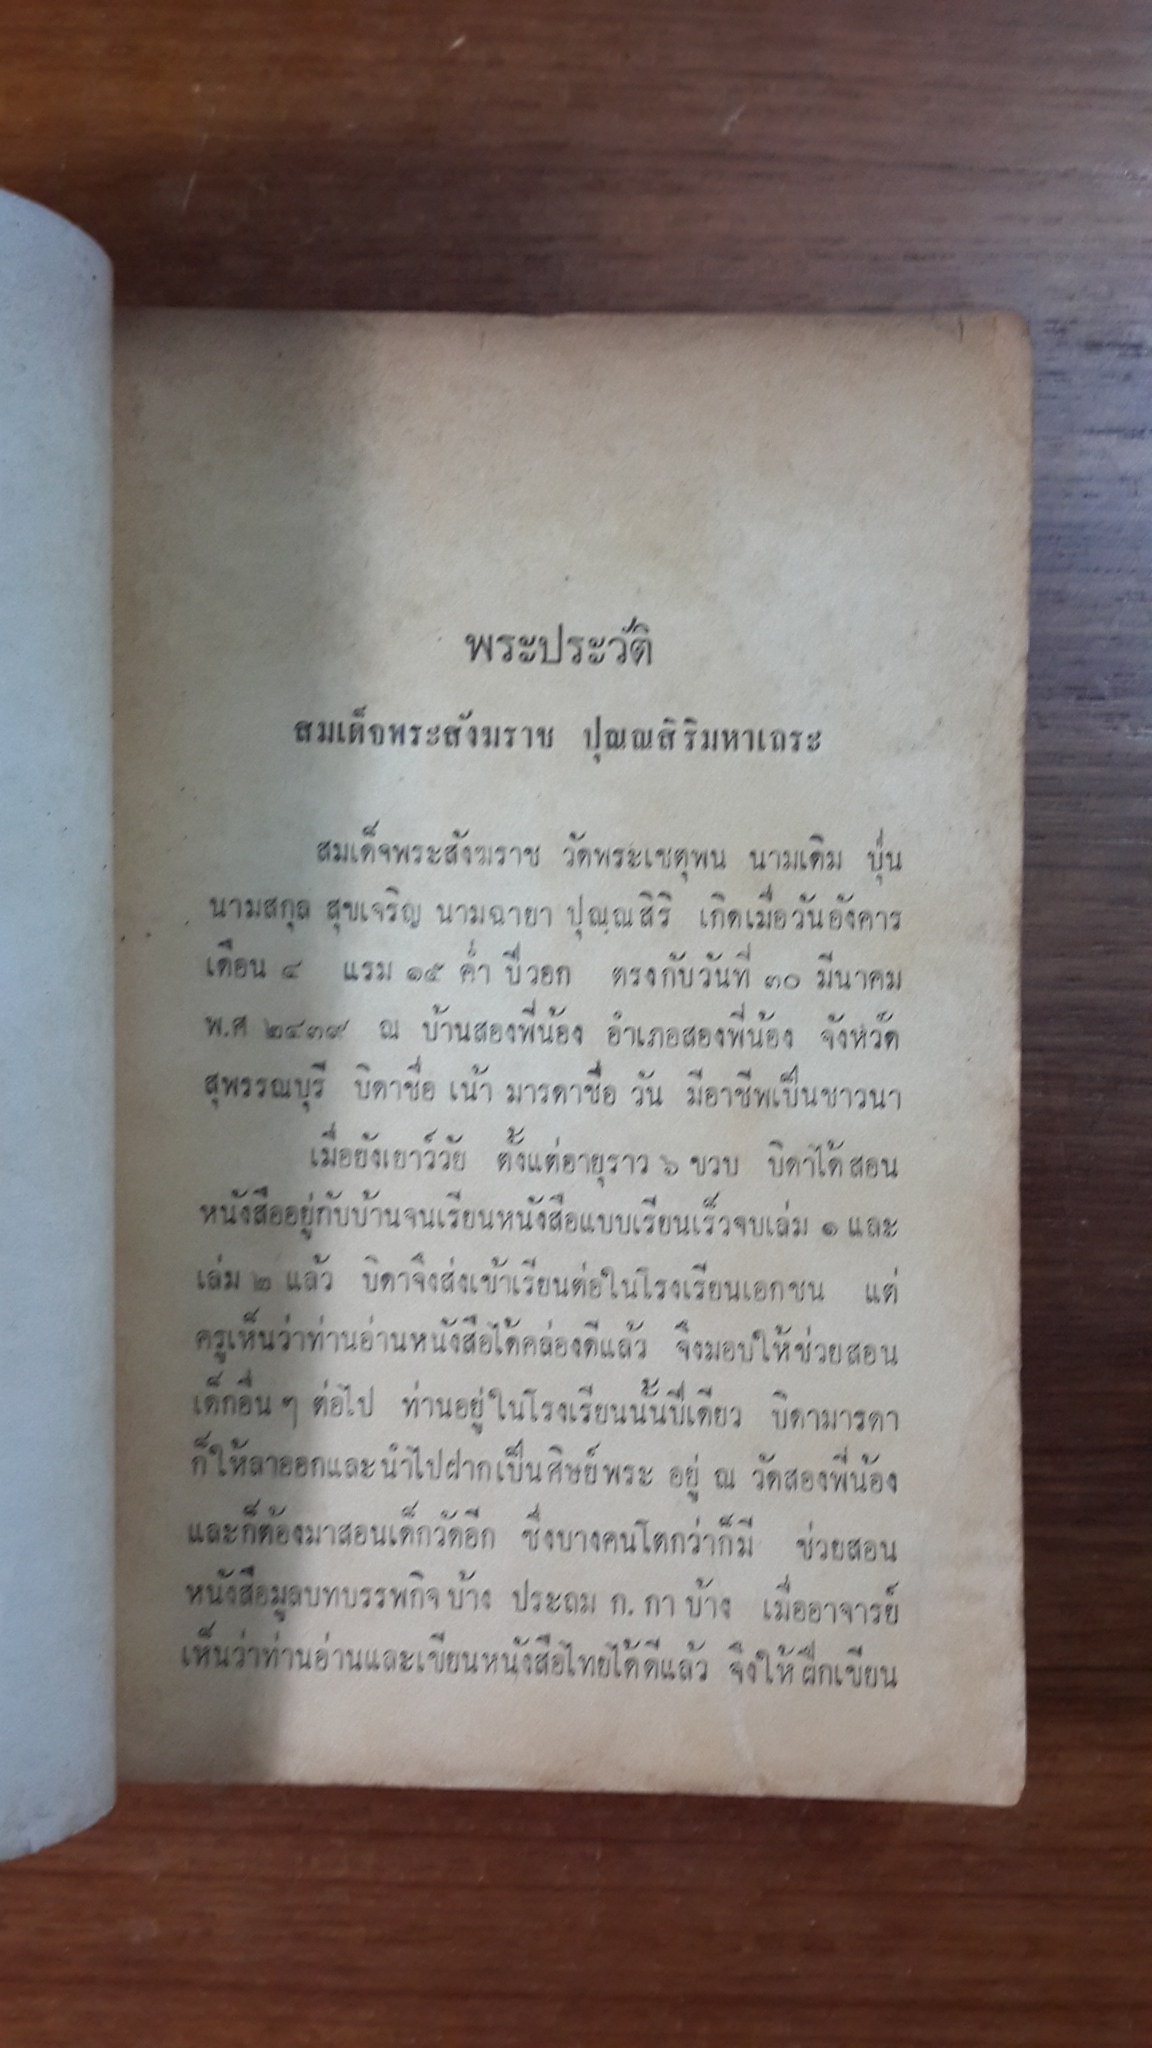 พระประวัติ
สมเด็จพระสังฆราช ปุณฺณสิริมหาเถระ
สมเด็จพระสังฆราช วัดพระเชตุพน นามเดิม ปุ่น
นามสกุล สุขเจริญ นามฉายา ปุณฺณสิริ เกิดเมื่อวันอังคาร
เดือน ๔ แรม ๑๕ ค่ำ ปีวอก ตรงกับวันที่ ๓๐ มีนาคม
พ.ศ ๒๔๓๙ ณ บ้านสองพี่น้อง อำเภอสองพี่น้อง จังหวัด
สุพรรณบุรี บิดาชื่อ เน้า มารดาชื่อ วัน มีอาชีพเป็นชาวนา
เมื่อยังเยาว์วัย ตั้งแต่อายุราว ๖ ขวบ บิดาได้สอน
หนังสืออยู่กับบ้านจนเรียนหนังสือแบบเรียนเร็วจบเล่ม ๑ และ
เล่ม ๒ แล้ว บิดาจึงส่งเข้าเรียนต่อในโรงเรียนเอกชน แต่
ครูเห็นว่าท่านอ่านหนังสือได้คล่องดีแล้ว จึงมอบให้ช่วยสอน
เด็กอื่น ๆ ต่อไป ท่านอยู่ในโรงเรียนนั้นปีเดียว บิดามารดา
ก็ให้ลาออกและนำไปฝากเป็นศิษย์พระ อยู่ ณ วัดสองพี่น้อง
และก็ต้องมาสอนเด็กวัดอีก ซึ่งบางคนโตกว่าก็มี ช่วยสอน
หนังสือมูลบทบรรพกิจบ้าง ประถม ก. กา บ้าง เมื่ออาจารย์
เห็นว่าท่านอ่านและเขียนหนังสือไทยได้ดีแล้ว จึงให้ฝึกเขียน